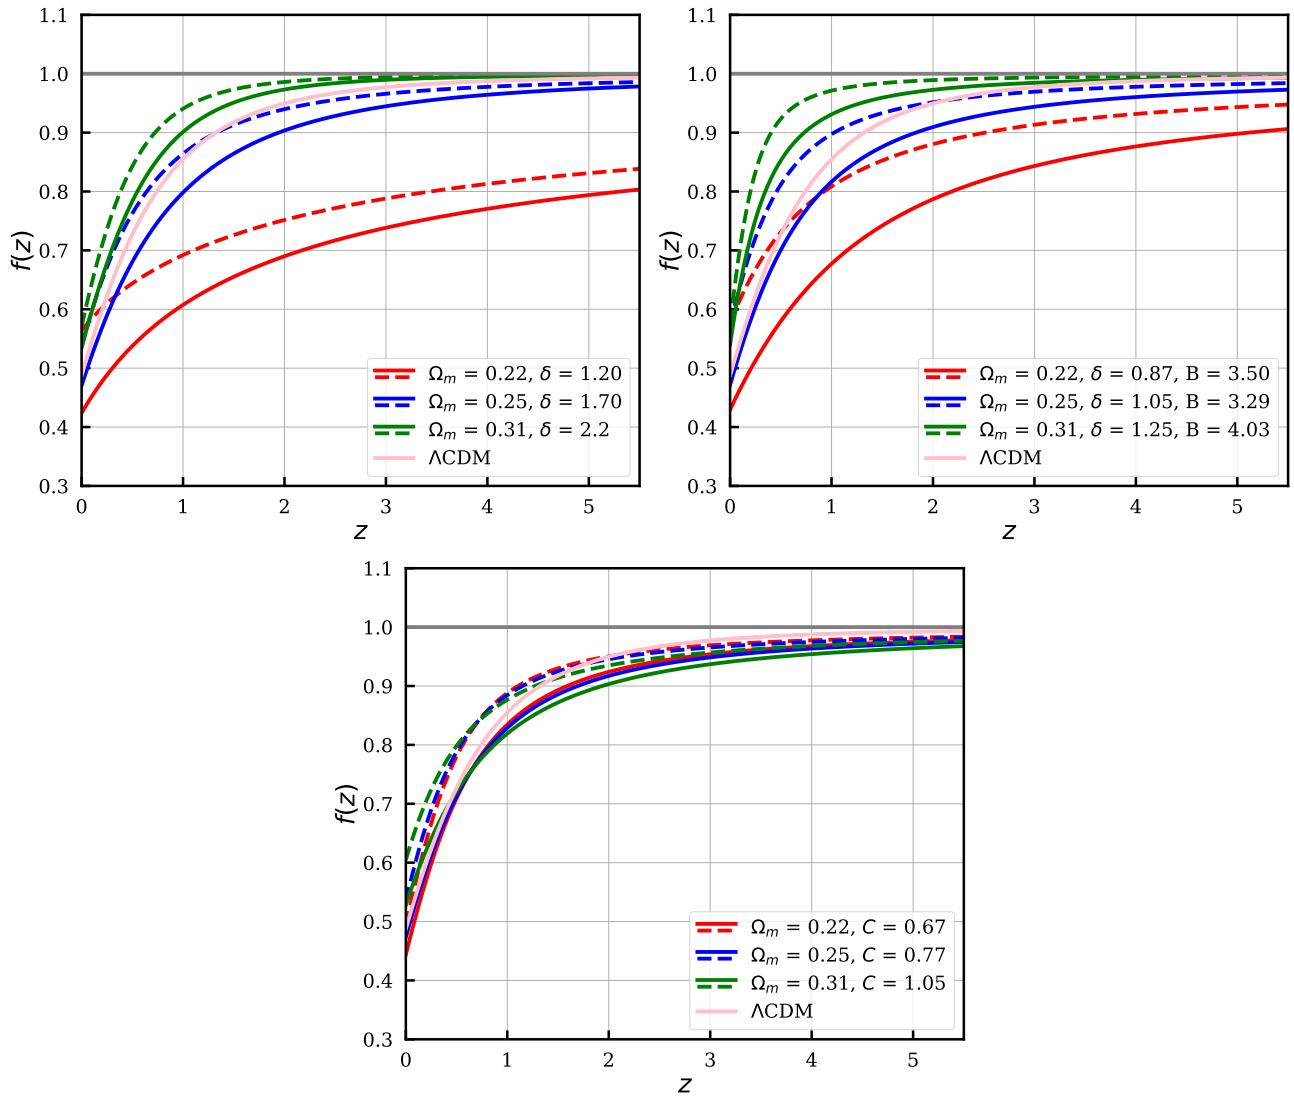 1.1
1.0
0.9
0.8
0.7
0.6
0.5
0.4
0.3
f(z)
0 1 2 3 4 5
z
Ωm = 0.22, δ = 1.20
Ωm = 0.25, δ = 1.70
Ωm = 0.31, δ = 2.2
ΛCDM
1.1
1.0
0.9
0.8
0.7
0.6
0.5
0.4
0.3
f(z)
0 1 2 3 4 5
z
Ωm = 0.22, δ = 0.87, B = 3.50
Ωm = 0.25, δ = 1.05, B = 3.29
Ωm = 0.31, δ = 1.25, B = 4.03
ΛCDM
1.1
1.0
0.9
0.8
0.7
0.6
0.5
0.4
0.3
f(z)
0 1 2 3 4 5
z
Ωm = 0.22, C = 0.67
Ωm = 0.25, C = 0.77
Ωm = 0.31, C = 1.05
ΛCDM